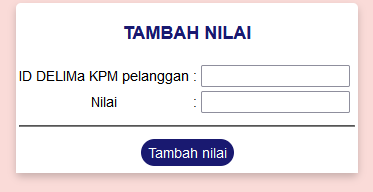 TAMBAH NILAI
ID DELIMa KPM pelanggan :
Nilai :
Tambah nilai